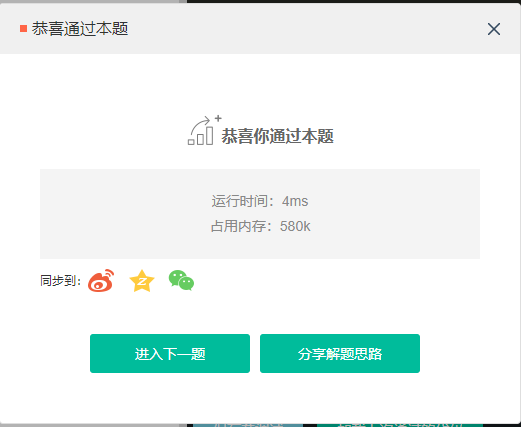 恭喜通过本题
恭喜你通过本题
运行时间：4ms
占用内存：580k
同步到：
进入下一题
分享解题思路